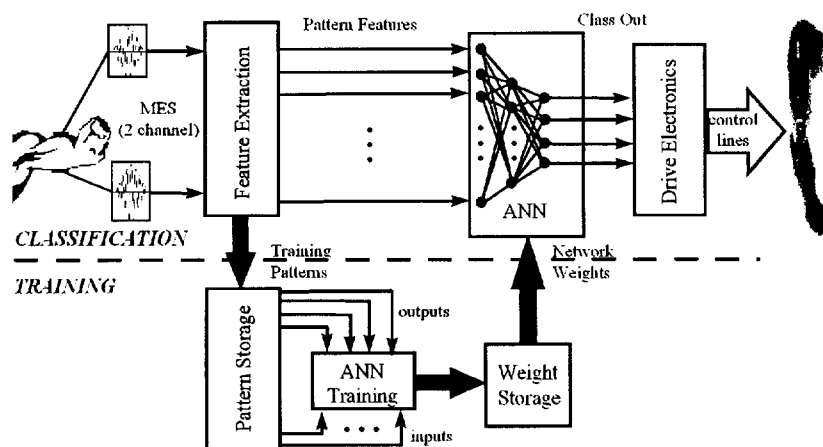 Pattern Features
Class Out
MES
(2 channel)
Feature Extraction
ANN
Drive Electronics
control
lines
CLASSIFICATION
Training
Patterns
Network
Weights
TRAINING
Pattern Storage
outputs
ANN
Training
inputs
Weight
Storage